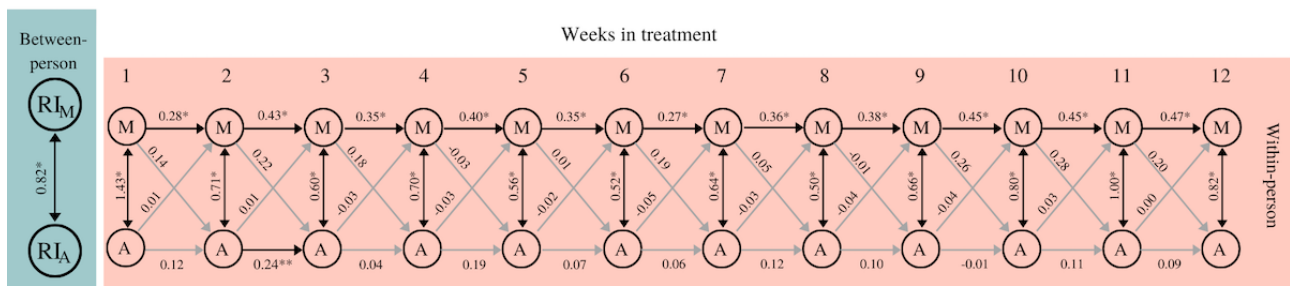 Between-
person
Weeks in treatment
1 2 3 4 5 6 7 8 9 10 11 12
RI_M
M M M M M M M M M M M M
0.28* 0.43* 0.35* 0.40* 0.35* 0.27* 0.36* 0.38* 0.45* 0.45* 0.47*
0.14 0.22 0.18 -0.03 0.01 0.19 0.05 -0.01 0.26 0.28 0.20
0.82*
1.43* 0.71* 0.60* 0.70* 0.56* 0.52* 0.64* 0.50* 0.66* 0.80* 1.00* 0.82*
0.01 0.01 -0.03 -0.03 -0.02 -0.05 -0.03 -0.04 -0.04 0.03 0.00
RI_A
A A A A A A A A A A A A
0.12 0.24** 0.04 0.19 0.07 0.06 0.12 0.10 -0.01 0.11 0.09
Within-person